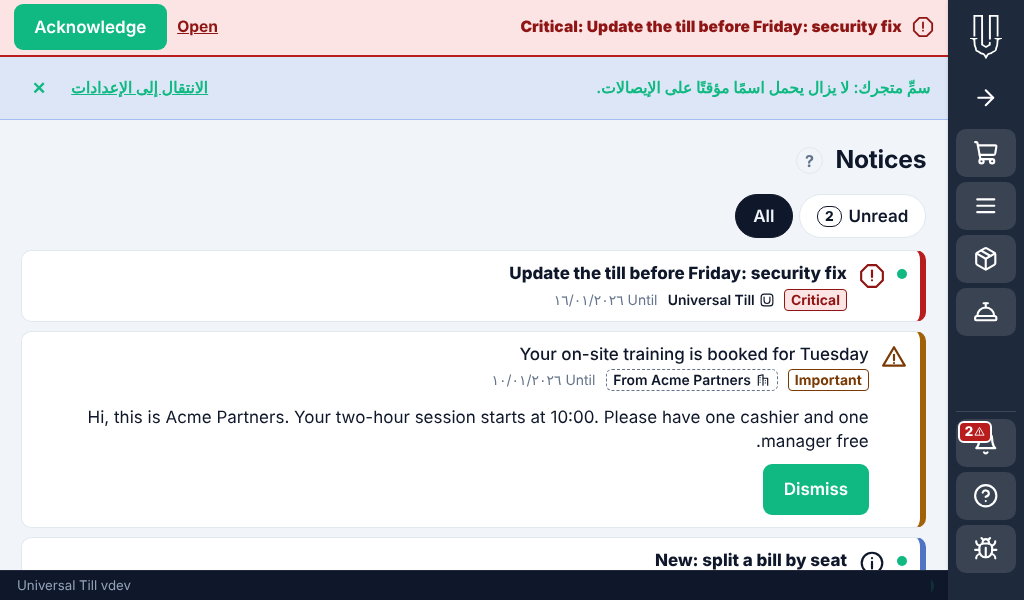 Critical: Update the till before Friday: security fix
Open
Acknowledge
سمِّ متجرك: لا يزال يحمل اسمًا مؤقتًا على الإيصالات.
الانتقال إلى الإعدادات
×
Notices
?
Unread 2
All
Update the till before Friday: security fix
Critical
Universal Till
Until ١٦/٠١/٢٠٢٦
Your on-site training is booked for Tuesday
Important
From Acme Partners
Until ١٠/٠١/٢٠٢٦
Hi, this is Acme Partners. Your two-hour session starts at 10:00. Please have one cashier and one
manager free.
Dismiss
New: split a bill by seat
2
Universal Till vdev